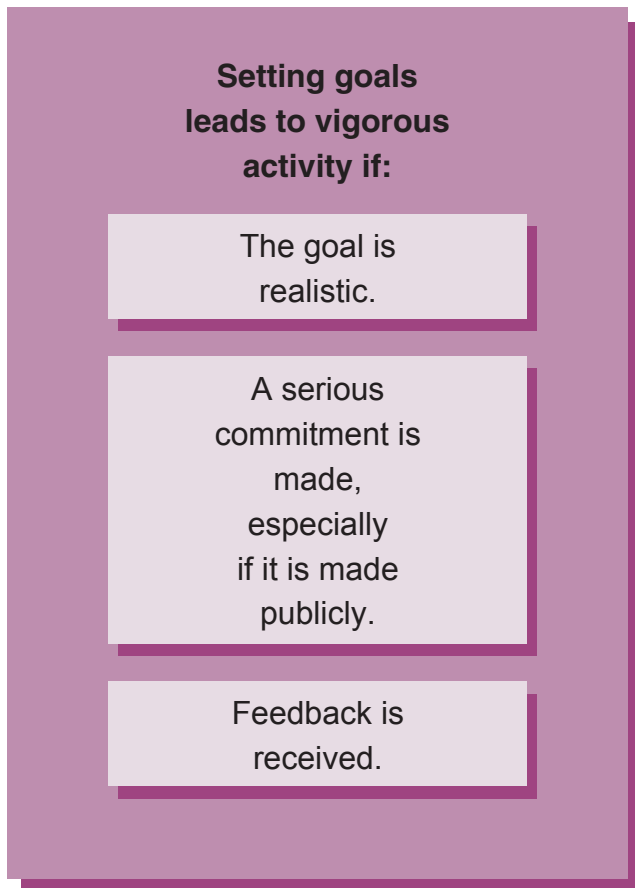 Setting goals
leads to vigorous
activity if:
The goal is
realistic.
A serious
commitment is
made,
especially
if it is made
publicly.
Feedback is
received.